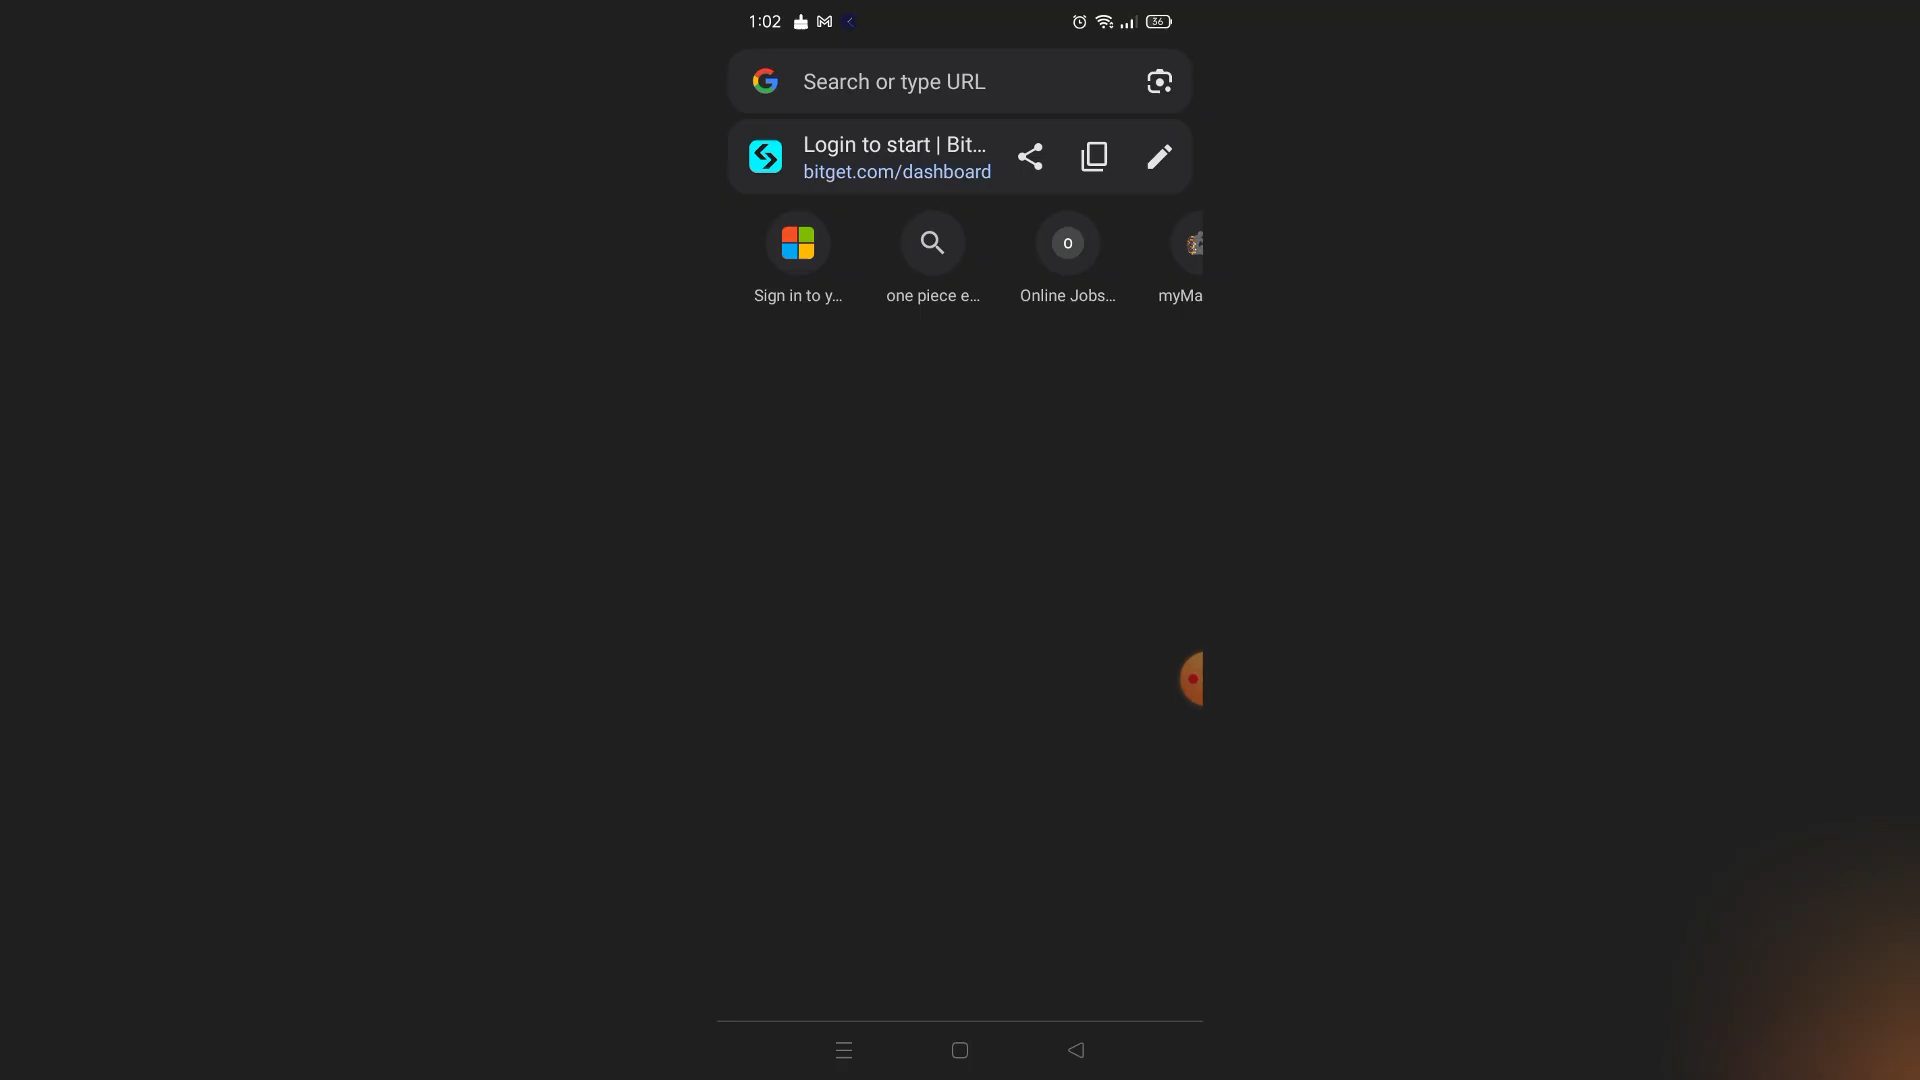 1:02
36
Search or type URL
Login to start | Bit...
bitget.com/dashboard
Sign in to y...
one piece e...
O
Online Jobs...
myMa